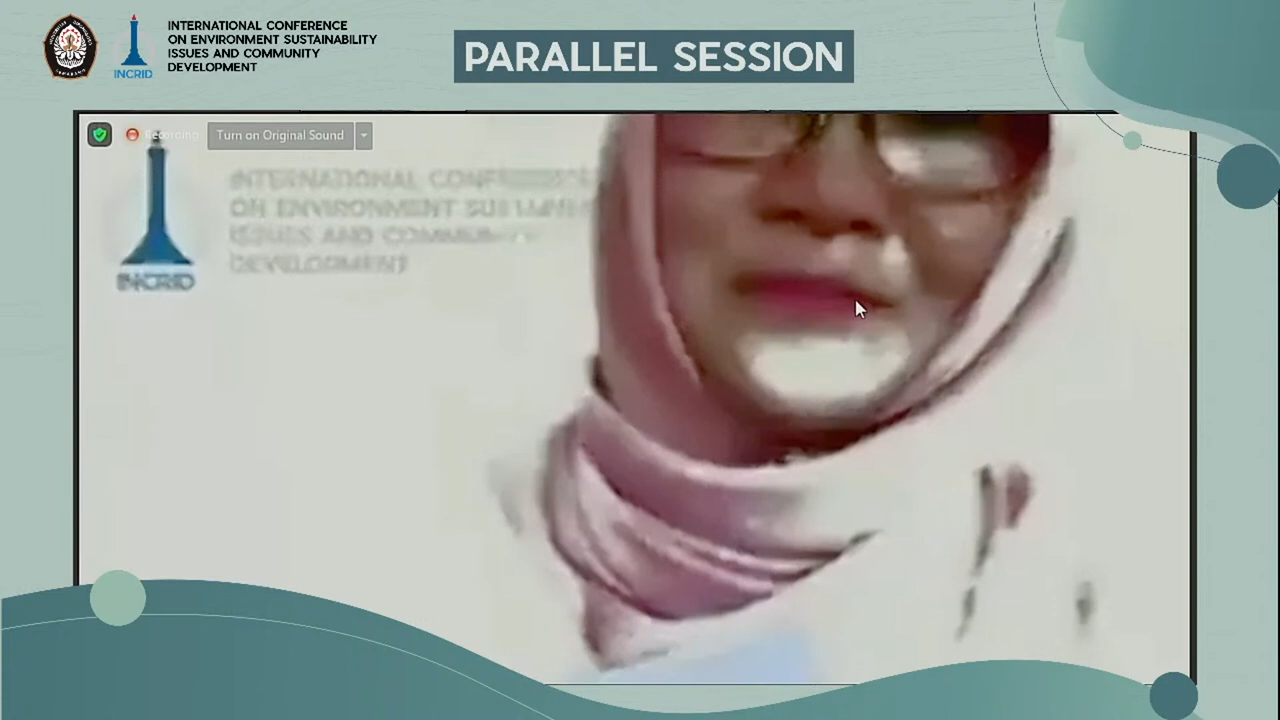 INTERNATIONAL CONFERENCE
ON ENVIRONMENT SUSTAINABILITY
ISSUES AND COMMUNITY
DEVELOPMENT
INCRID
PARALLEL SESSION
Recording
Turn on Original Sound
INTERNATIONAL
ON ENVIRONMENT
ISSUES AND
DEVELOPMENT
INCRID